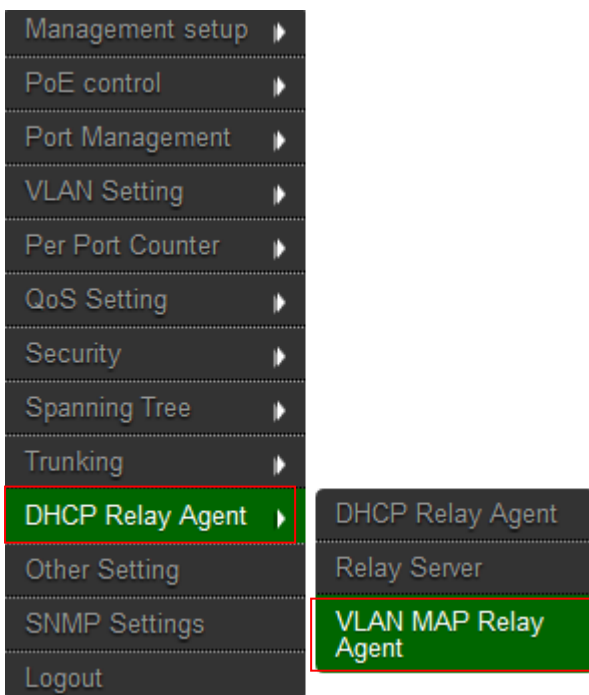 Management setup
PoE control
Port Management
VLAN Setting
Per Port Counter
QoS Setting
Security
Spanning Tree
Trunking
DHCP Relay Agent
Other Setting
SNMP Settings
Logout
DHCP Relay Agent
Relay Server
VLAN MAP Relay
Agent